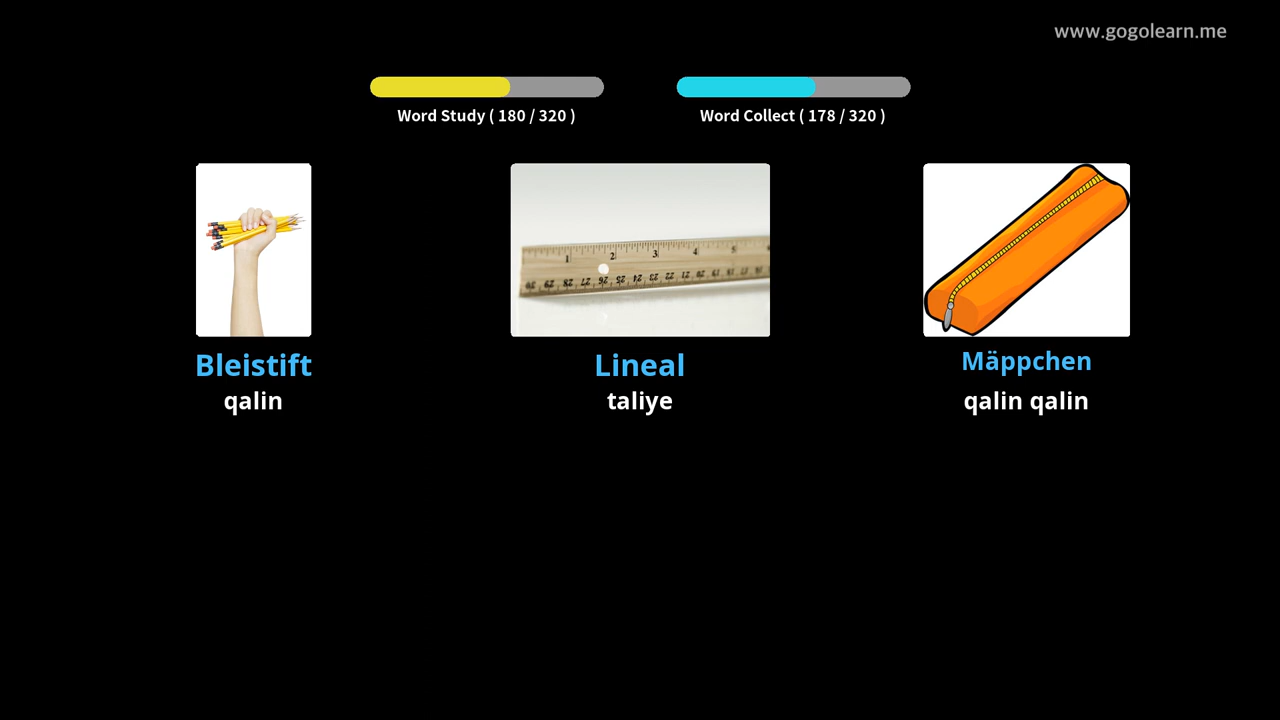 www.gogolearn.me
Word Study ( 180 / 320 )
Word Collect ( 178 / 320 )
Bleistift
qalin
Lineal
taliye
Mäppchen
qalin qalin